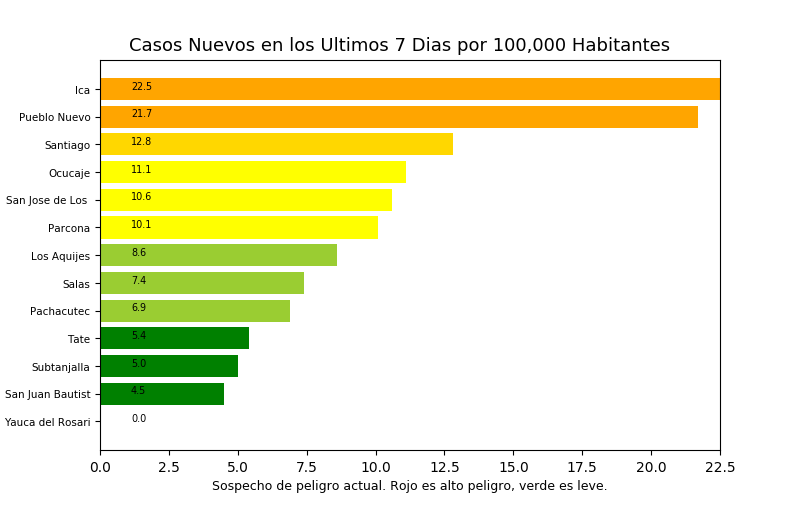 Casos Nuevos en los Ultimos 7 Dias por 100,000 Habitantes
Ica 22.5
Pueblo Nuevo 21.7
Santiago 12.8
Ocucaje 11.1
San Jose de Los 10.6
Parcona 10.1
Los Aquijes 8.6
Salas 7.4
Pachacutec 6.9
Tate 5.4
Subtanjalla 5.0
San Juan Bautist 4.5
Yauca del Rosari 0.0
0.0 2.5 5.0 7.5 10.0 12.5 15.0 17.5 20.0 22.5
Sospecho de peligro actual. Rojo es alto peligro, verde es leve.